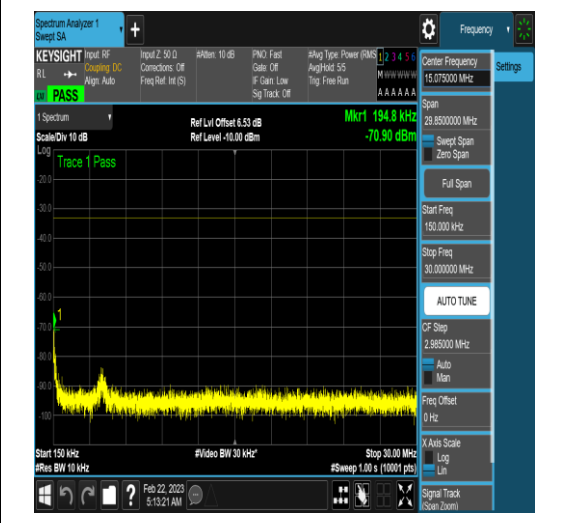 Spectrum Analyzer 1
Swept SA
+
Frequency
KEYSIGHT
RL
PASS
Input: RF
Coupling: DC
Align: Auto
Input Z: 50 Ω
Corrections: Off
Freq Ref: Int (S)
#Atten: 10 dB
PNO: Fast
Gate: Off
IF Gain: Low
Sig Track: Off
#Avg Type: Power (RMS
Avg|Hold: 5/5
Trig: Free Run
1 2 3 4 5 6
M W W W W W
A A A A A A
1 Spectrum
Scale/Div 10 dB
Ref Lvl Offset 6.53 dB
Ref Level -10.00 dBm
Mkr1 194.8 kHz
-70.90 dBm
Log
Trace 1 Pass
-20.0
-30.0
-40.0
-50.0
-60.0
-70.0
-80.0
-90.0
-100
1
Start 150 kHz
#Res BW 10 kHz
#Video BW 30 kHz*
Stop 30.00 MHz
#Sweep 1.00 s (10001 pts)
?
Feb 22, 2023
5:13:21 AM
Center Frequency
15.075000 MHz
Span
29.8500000 MHz
Swept Span
Zero Span
Full Span
Start Freq
150.000 kHz
Stop Freq
30.000000 MHz
AUTO TUNE
CF Step
2.985000 MHz
Auto
Man
Freq Offset
0 Hz
X Axis Scale
Log
Lin
Signal Track
(Span Zoom)
Settings